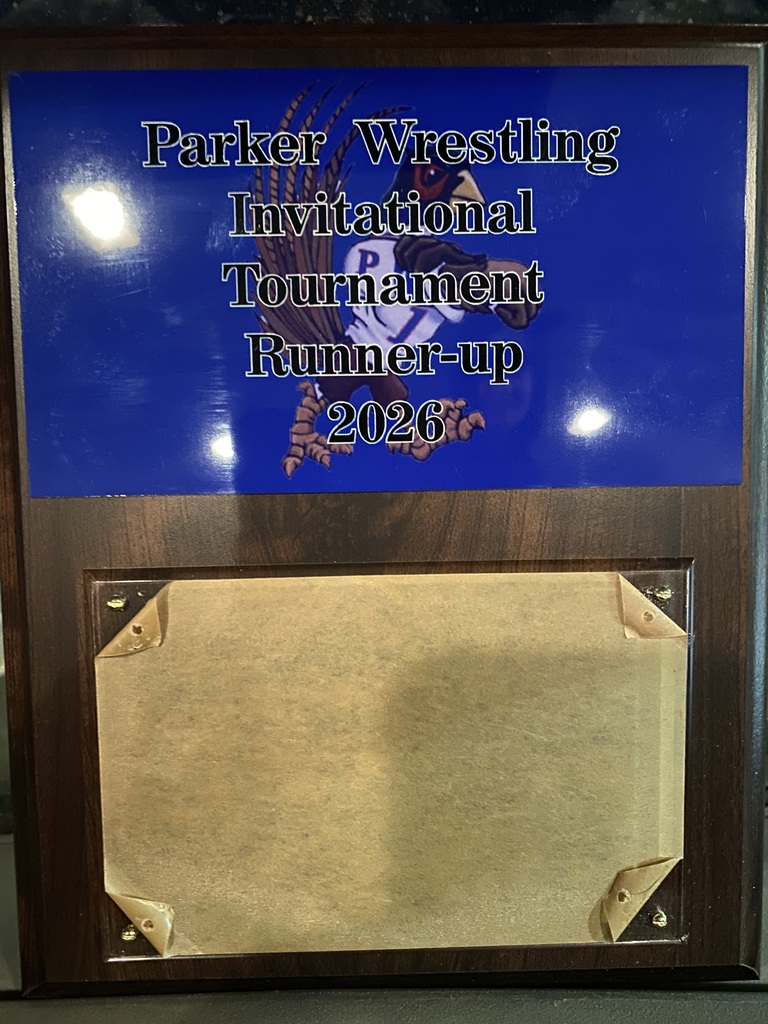 Parker Wrestling
Invitational
Tournament
Runner-up
2026
P